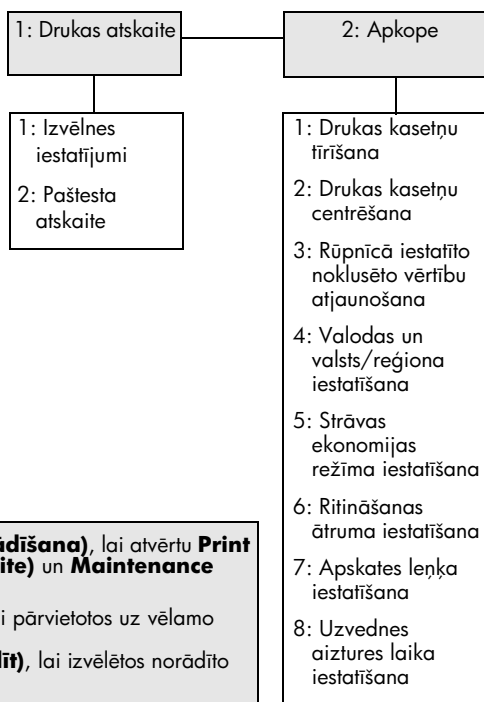 1: Drukas atskaite
2: Apkope
1: Izvēlnes
iestatījumi
2: Paštesta
atskaite
1: Drukas kasetņu
tīrīšana
2: Drukas kasetņu
centrēšana
3: Rūpnīcā iestatīto
noklusēto vērtību
atjaunošana
4: Valodas un
valsts/reģiona
iestatīšana
5: Strāvas
ekonomijas
režīma iestatīšana
6: Ritināšanas
ātruma iestatīšana
7: Apskates leņķa
iestatīšana
8: Uzvednes
aiztures laika
iestatīšana
, lai atvērtu Print
un Maintenance
pārvietotos uz vēlamo
, lai izvēlētos norādīto